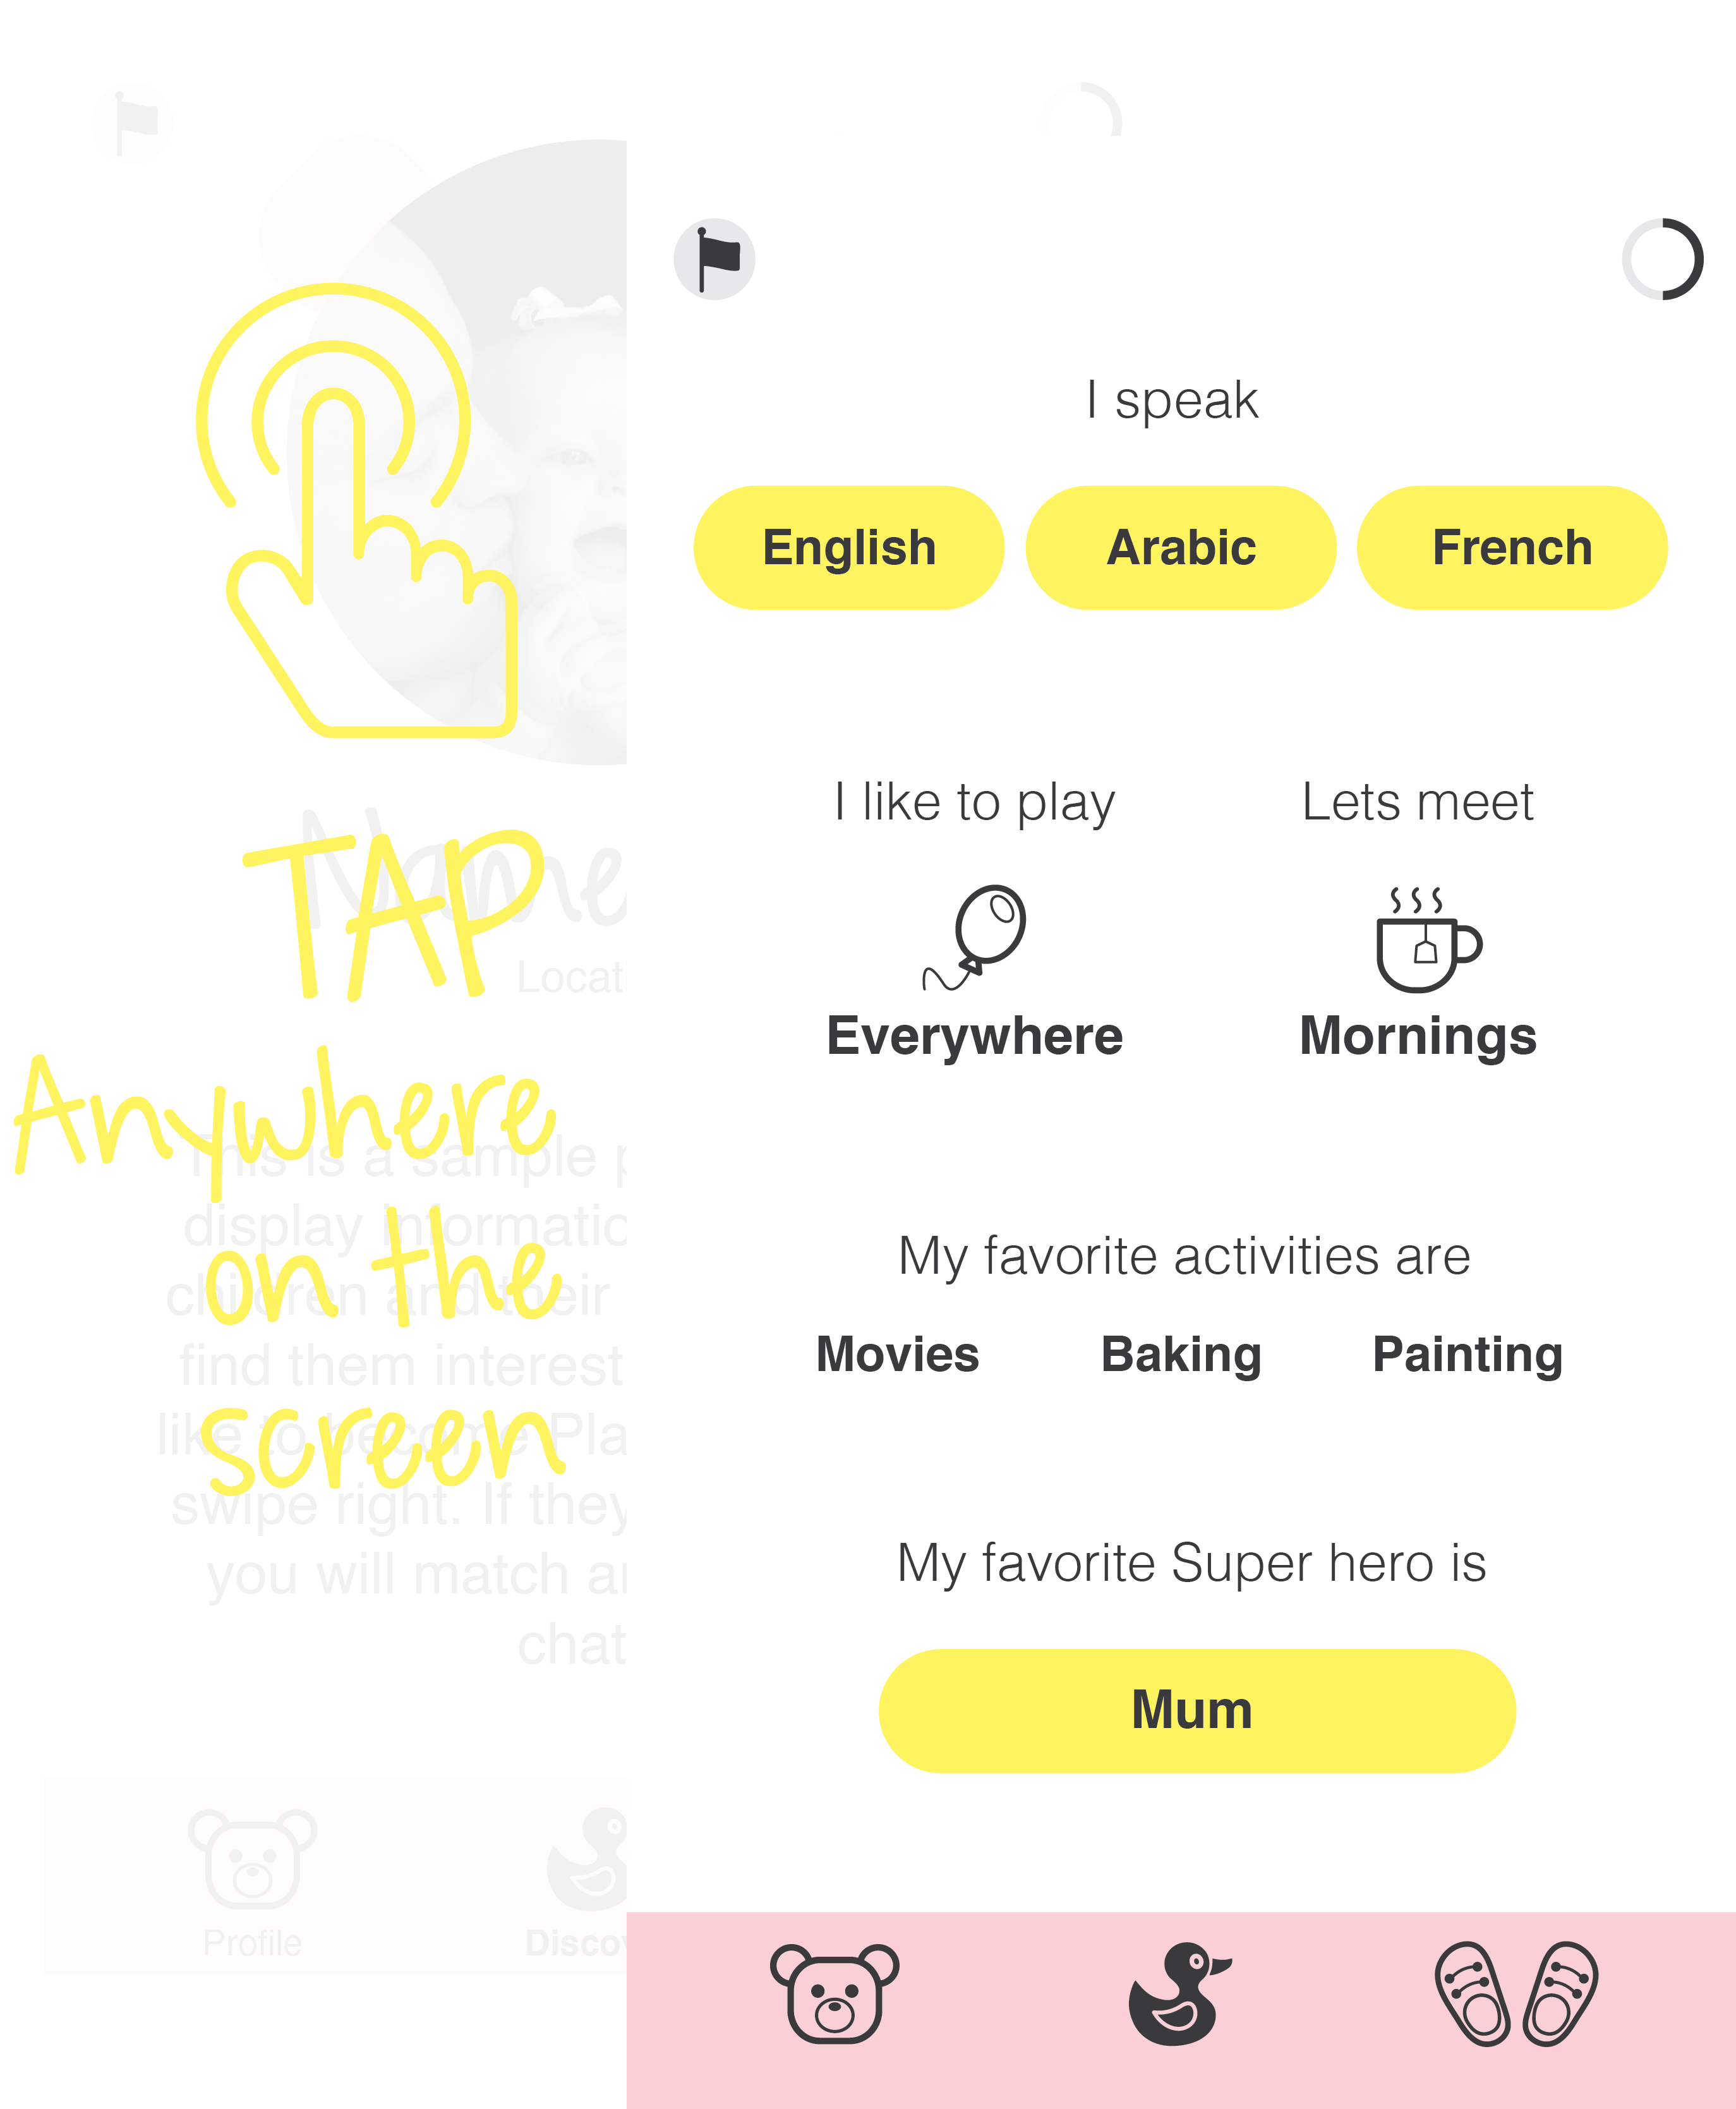 Name
TAP
Locat
Anywhere
This is a sample p
display informatio
on the
children and their
find them interest
screen
like to become Pla
swipe right. If they
you will match a
chat
Profile
Discov
I speak
English Arabic French
I like to play Lets meet
Everywhere Mornings
My favorite activities are
Movies Baking Painting
My favorite Super hero is
Mum